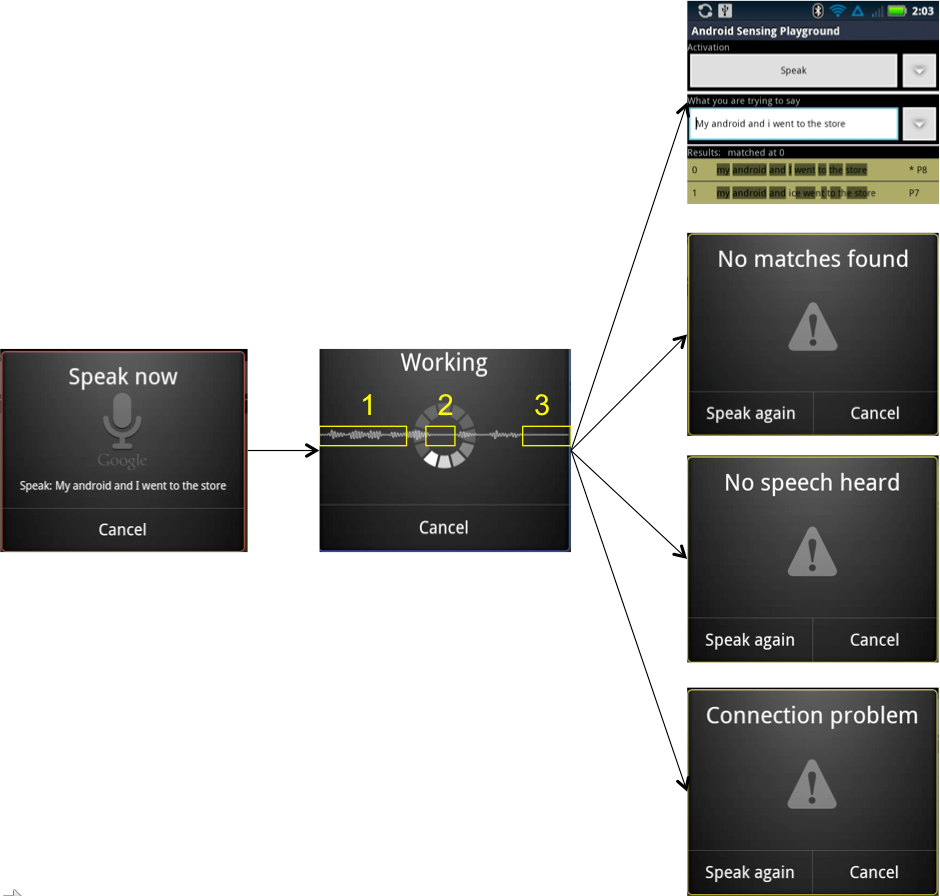 2:03
Android Sensing Playground
Activation
Speak
What you are trying to say
My android and i went to the store
Results: matched at 0
0 my android and I went to the store * P8
1 my android and ice went to the store P7
No matches found
Speak again Cancel
Speak now
Google
Speak: My android and I went to the store
Cancel
Working
1 2 3
Cancel
No speech heard
Speak again Cancel
Connection problem
Speak again Cancel